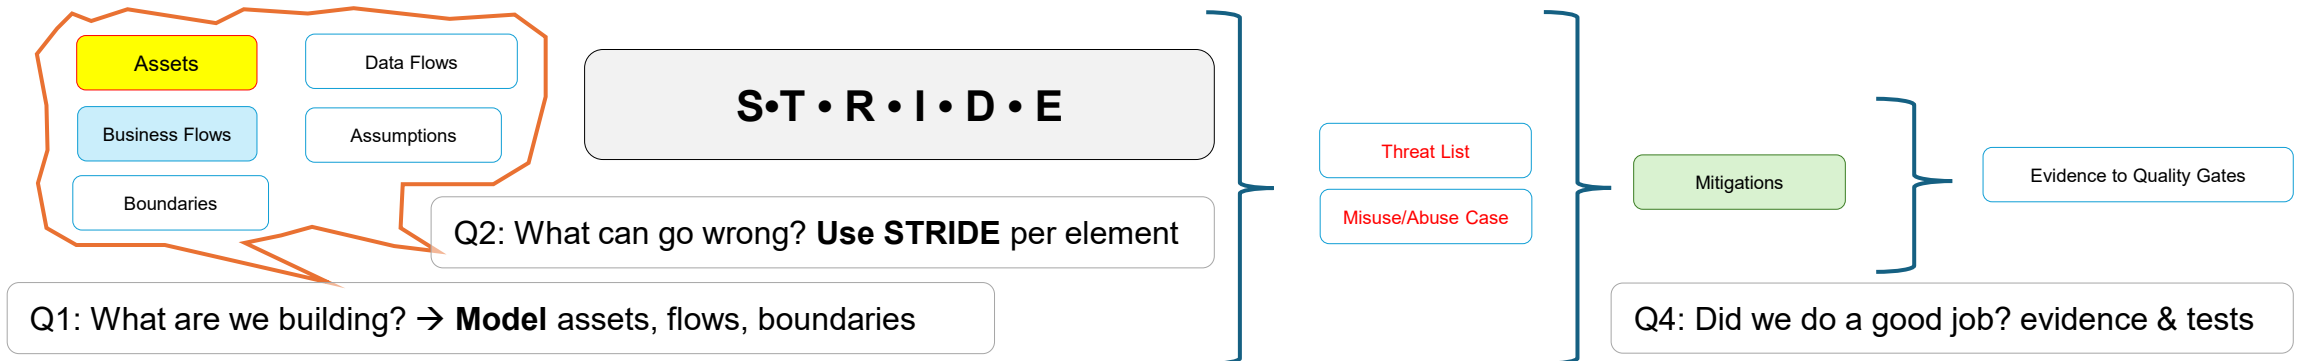 Assets
Data Flows
Business Flows
Assumptions
Boundaries
S•T • R • I • D • E
Q2: What can go wrong? Use STRIDE per element
Q1: What are we building? → Model assets, flows, boundaries
Threat List
Misuse/Abuse Case
Mitigations
Evidence to Quality Gates
Q4: Did we do a good job? evidence & tests